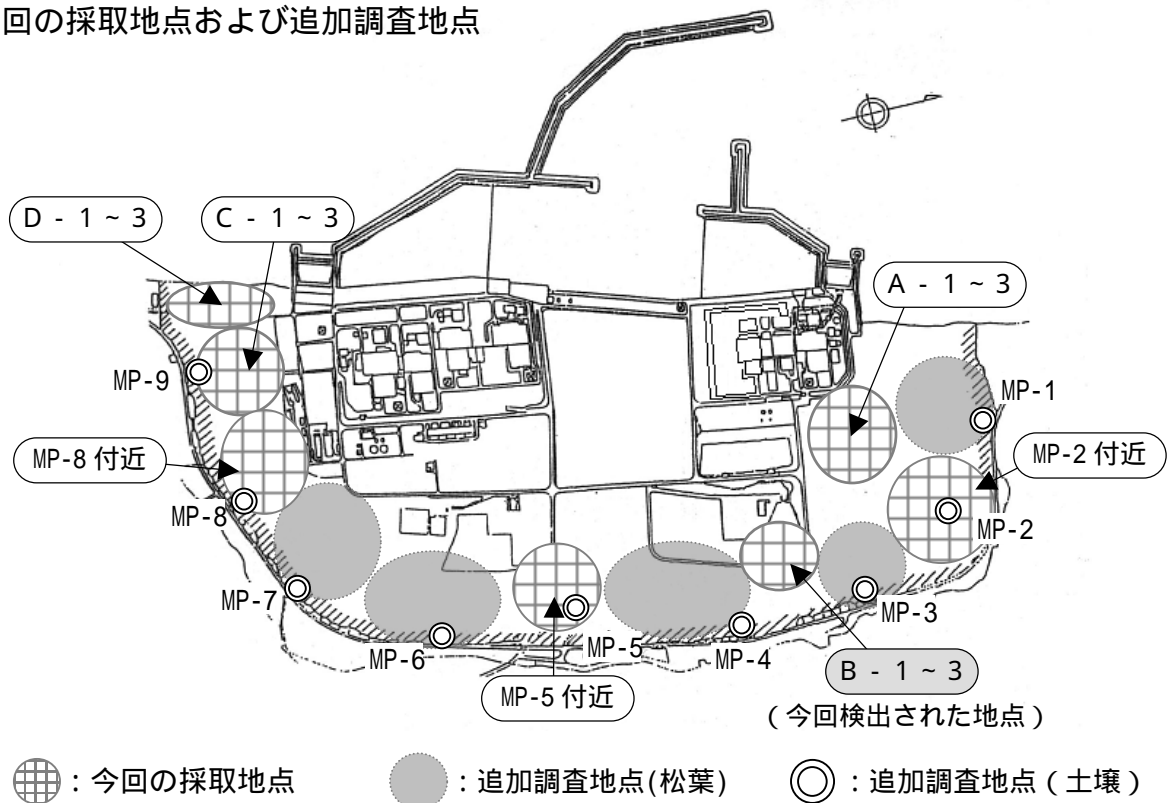 回の採取地点および追加調査地点
D - 1 ~ 3
C - 1 ~ 3
A - 1 ~ 3
MP-9
MP-1
MP-8 付近
MP-2 付近
MP-8
MP-2
MP-7
MP-3
MP-6
MP-5
MP-4
MP-5 付近
B - 1 ~ 3
(今回検出された地点)
:今回の採取地点
:追加調査地点(松葉)
:追加調査地点(土壌)